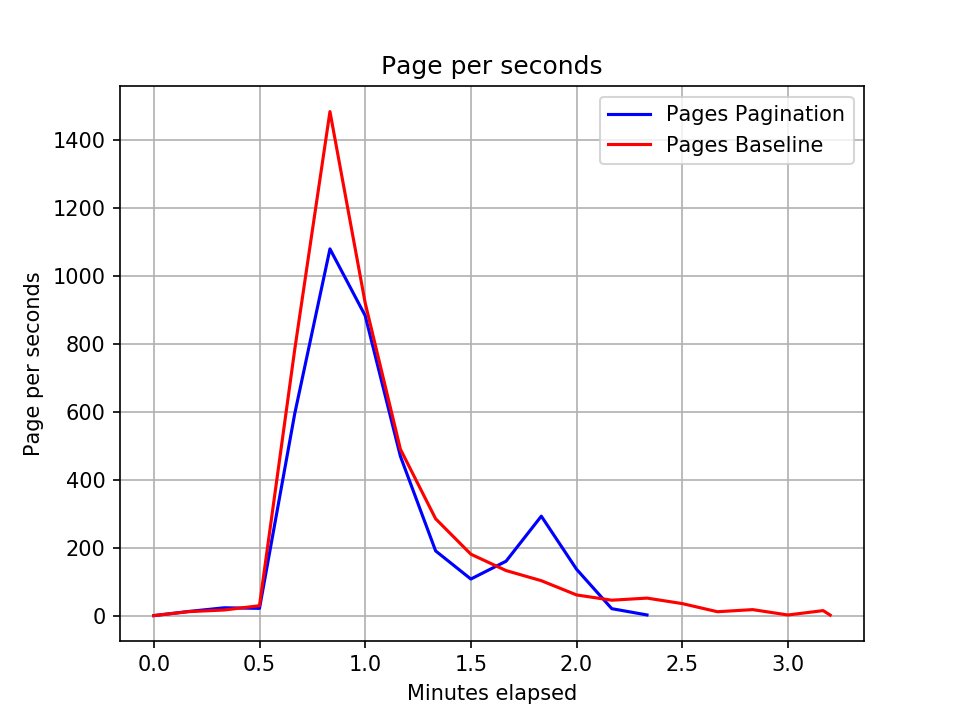 Page per seconds
Pages Pagination
Pages Baseline
1400
1200
1000
800
600
400
200
0
Page per seconds
0.0 0.5 1.0 1.5 2.0 2.5 3.0
Minutes elapsed